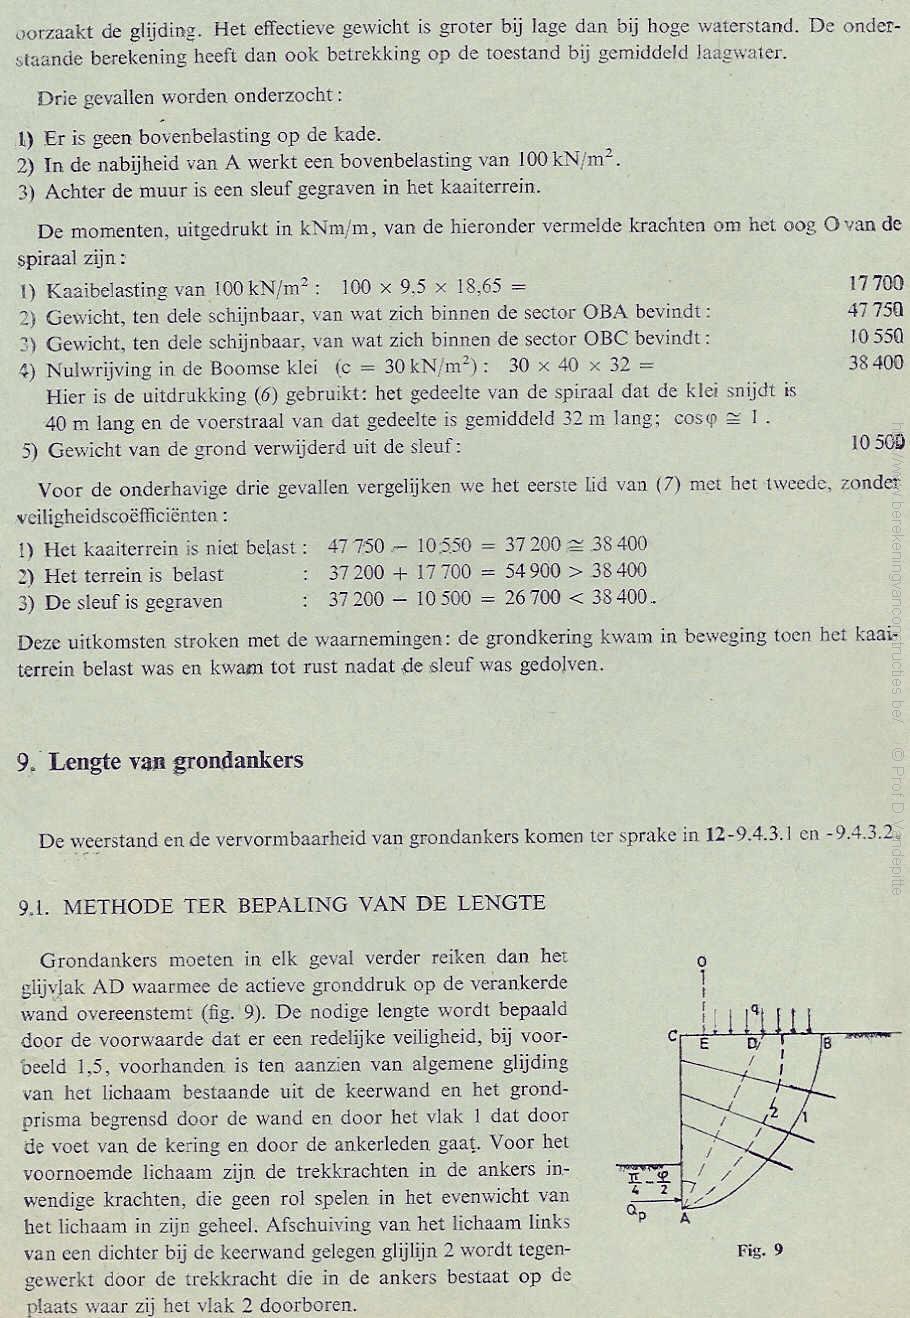 oorzaakt de glijding. Het effectieve gewicht is groter bij lage dan bij hoge waterstand. De onder-
staande berekening heeft dan ook betrekking op de toestand bij gemiddeld laagwater.
Drie gevallen worden onderzocht :
1) Er is geen bovenbelasting op de kade.
2) In de nabijheid van A werkt een bovenbelasting van 100 kN/m².
3) Achter de muur is een sleuf gegraven in het kaaiterrein.
De momenten, uitgedrukt in kNm/m, van de hieronder vermelde krachten om het oog O van de
spiraal zijn :
1) Kaaibelasting van 100 kN/m² : 100 × 9,5 × 18,65 = 17 700
2) Gewicht, ten dele schijnbaar, van wat zich binnen de sector OBA bevindt : 47 750
3) Gewicht, ten dele schijnbaar, van wat zich binnen de sector OBC bevindt : 10 550
4) Nulwrijving in de Boomse klei (c = 30 kN/m²) : 30 × 40 × 32 = 38 400
Hier is de uitdrukking (6) gebruikt: het gedeelte van de spiraal dat de klei snijdt is
40 m lang en de voerstraal van dat gedeelte is gemiddeld 32 m lang; cosφ ≅ 1 .
5) Gewicht van de grond verwijderd uit de sleuf : 10 500
Voor de onderhavige drie gevallen vergelijken we het eerste lid van (7) met het tweede, zonder
veiligheidscoëfficiënten :
1) Het kaaiterrein is niet belast : 47 750 – 10 550 = 37 200 ≅ 38 400
2) Het terrein is belast : 37 200 + 17 700 = 54 900 > 38 400
3) De sleuf is gegraven : 37 200 – 10 500 = 26 700 < 38 400 .
Deze uitkomsten stroken met de waarnemingen: de grondkering kwam in beweging toen het kaai-
terrein belast was en kwam tot rust nadat de sleuf was gedolven.
9. Lengte van grondankers
De weerstand en de vervormbaarheid van grondankers komen ter sprake in 12-9.4.3.1 en -9.4.3.2.
9.1. METHODE TER BEPALING VAN DE LENGTE
Grondankers moeten in elk geval verder reiken dan het
glijvlak AD waarmee de actieve gronddruk op de verankerde
wand overeenstemt (fig. 9). De nodige lengte wordt bepaald
door de voorwaarde dat er een redelijke veiligheid, bij voor-
beeld 1,5, voorhanden is ten aanzien van algemene glijding
van het lichaam bestaande uit de keerwand en het grond-
prisma begrensd door de wand en door het vlak 1 dat door
de voet van de kering en door de ankerleden gaat. Voor het
voornoemde lichaam zijn de trekkrachten in de ankers in-
wendige krachten, die geen rol spelen in het evenwicht van
het lichaam in zijn geheel. Afschuiving van het lichaam links
van een dichter bij de keerwand gelegen glijlijn 2 wordt tegen-
gewerkt door de trekkracht die in de ankers bestaat op de
plaats waar zij het vlak 2 doorboren.
O
q
C E D B
2 1
π/4 – φ/2
Qp
A
Fig. 9
http://www.berekeningvanconstructies.be/ © Prof D Vandepitte